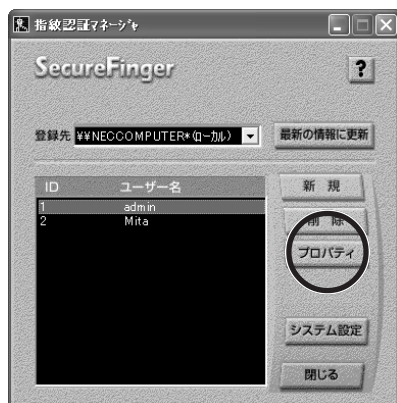 指紋認証マネージャ
SecureFinger
?
登録先 ¥¥NECCOMPUTER*(ローカル) 最新の情報に更新
ID ユーザー名
1 admin
2 Mita
新 規
削 除
プロパティ
システム設定
閉じる